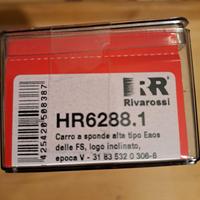 RR
Rivarossi
HR6288.1
Carro a sponde alte tipo Eaos
delle FS, logo inclinato,
epoca V - 31 83 532 0 306-8
425420508387